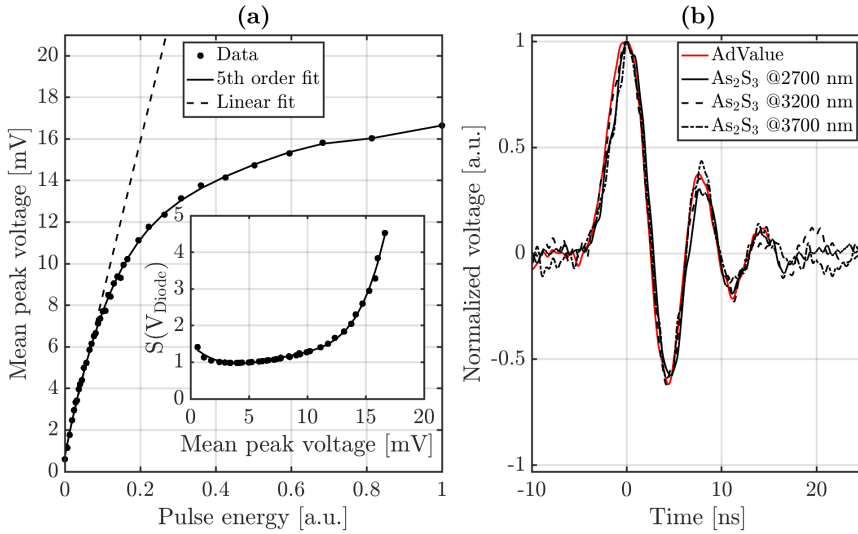 (a)
Mean peak voltage [mV]
20
18
16
14
12
10
8
6
4
2
0
Data
5th order fit
Linear fit
S(V_Diode)
5
4
3
2
1
0
0 5 10 15 20
Mean peak voltage [mV]
0 0.2 0.4 0.6 0.8 1
Pulse energy [a.u.]
(b)
Normalized voltage [a.u.]
1
0.5
0
-0.5
-1
AdValue
As₂S₃ @2700 nm
As₂S₃ @3200 nm
As₂S₃ @3700 nm
-10 0 10 20
Time [ns]